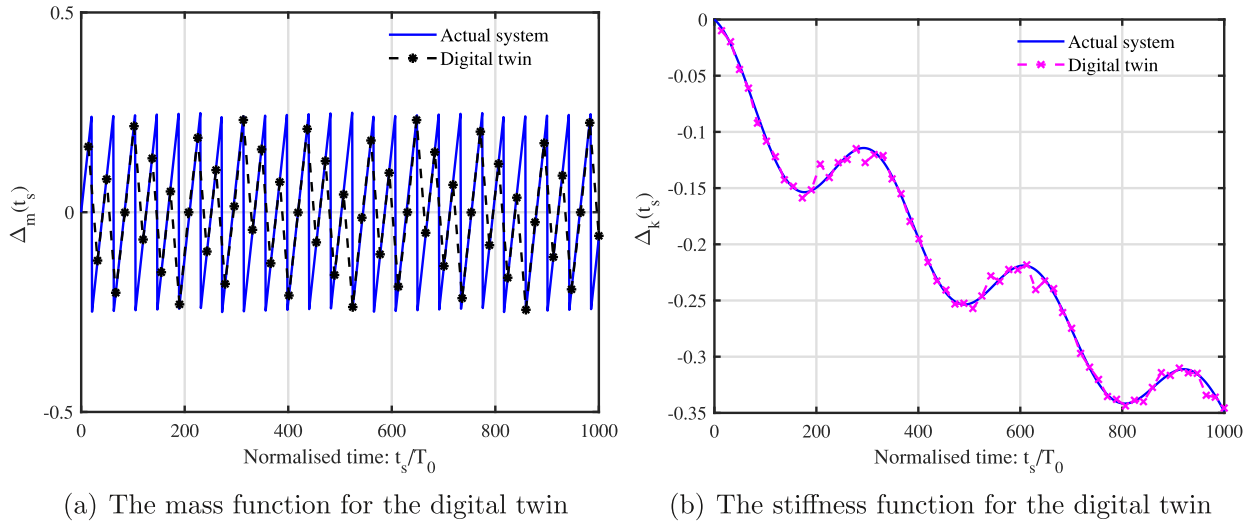 0.5
Actual system
Digital twin
0
-0.5
Δm(ts)
0 200 400 600 800 1000
Normalised time: ts/T0
(a) The mass function for the digital twin
0
Actual system
Digital twin
-0.05
-0.1
-0.15
-0.2
-0.25
-0.3
-0.35
Δk(ts)
0 200 400 600 800 1000
Normalised time: ts/T0
(b) The stiffness function for the digital twin